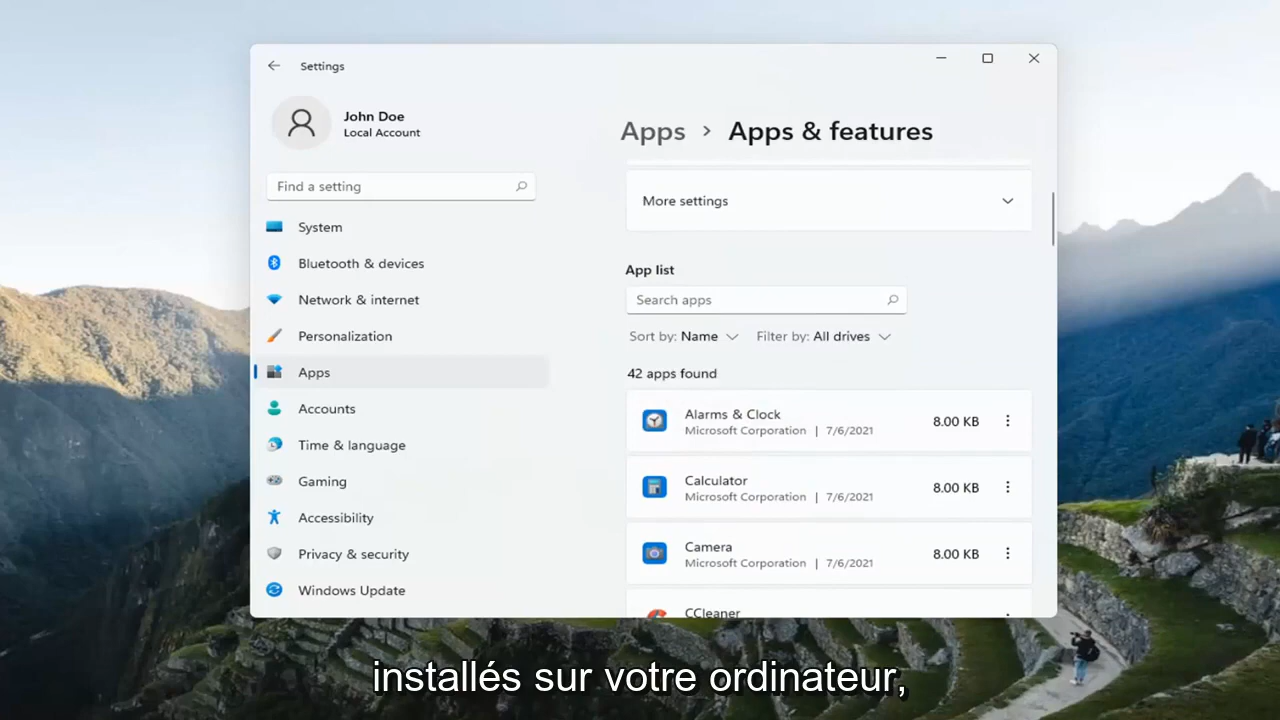 Settings
John Doe
Local Account
Find a setting
System
Bluetooth & devices
Network & internet
Personalization
Apps
Accounts
Time & language
Gaming
Accessibility
Privacy & security
Windows Update
Apps > Apps & features
More settings
App list
Search apps
Sort by: Name Filter by: All drives
42 apps found
Alarms & Clock
Microsoft Corporation | 7/6/2021
8.00 KB
Calculator
Microsoft Corporation | 7/6/2021
8.00 KB
Camera
Microsoft Corporation | 7/6/2021
8.00 KB
CCleaner
installés sur votre ordinateur,